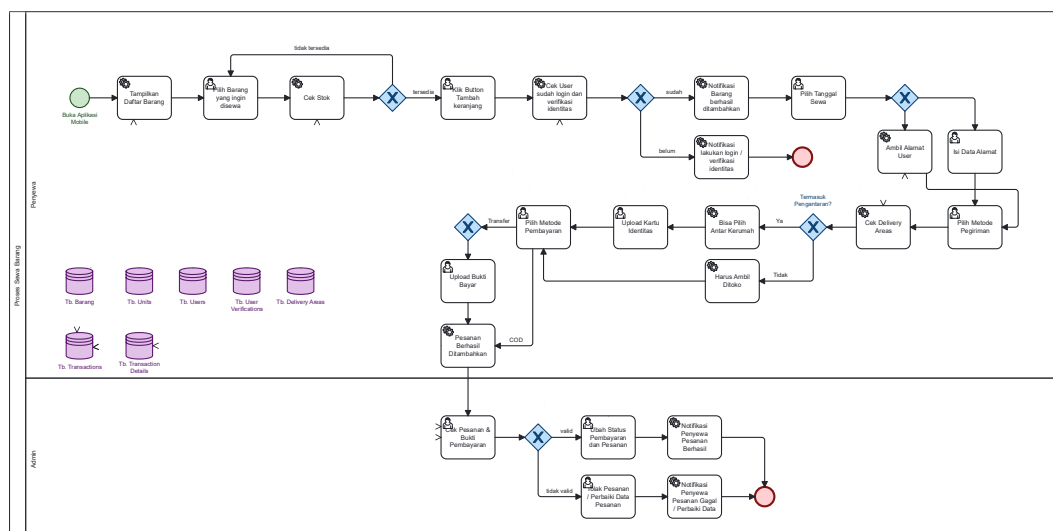 Proses Sewa Barang
Penyewa
tidak tersedia
Buka Aplikasi
Mobile
Tampilkan
Daftar Barang
Pilih Barang
yang ingin
disewa
Cek Stok
tersedia
Klik Button
Tambah
keranjang
Cek User
sudah login dan
verifikasi
identitas
sudah
Notifikasi
Barang
berhasil
ditambahkan
Pilih Tanggal
Sewa
belum
Notifikasi
lakukan login /
verifikasi
identitas
Ambil Alamat
User
Isi Data Alamat
Transfer
Pilih Metode
Pembayaran
Upload Kartu
Identitas
Bisa Pilih
Antar Kerumah
Ya
Termasuk
Pengantaran?
Cek Delivery
Areas
Pilih Metode
Pegiriman
Upload Bukti
Bayar
Harus Ambil
Ditoko
Tidak
Tb. Barang
Tb. Units
Tb. Users
Tb. User
Verifications
Tb. Delivery Areas
Pesanan
Berhasil
Ditambahkan
COD
Tb. Transactions
Tb. Transaction
Details
Admin
Cek Pesanan &
Bukti
Pembayaran
valid
Ubah Status
Pembayaran
dan Pesanan
Notifikasi
Penyewa
Pesanan
Berhasil
tidak valid
Pesanan
/ Perbaiki Data
Pesanan
Notifikasi
Penyewa
Pesanan Gagal
/ Perbaiki Data